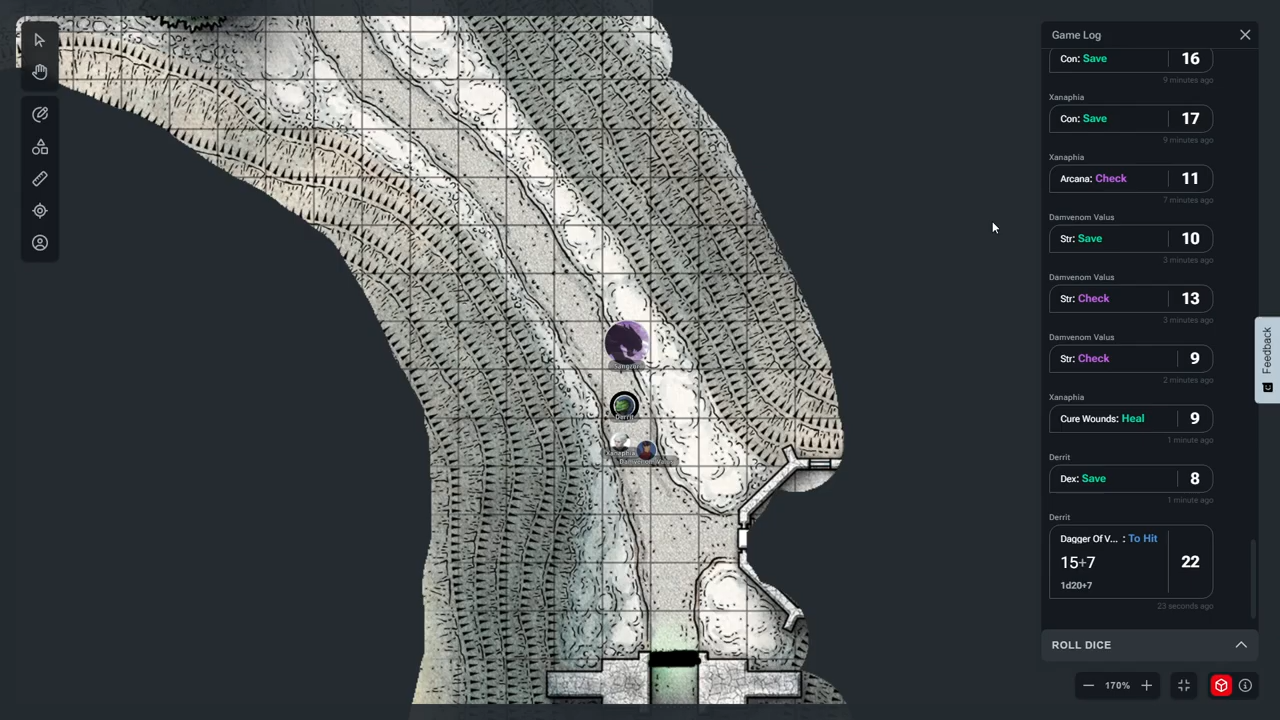 Game Log
Con: Save 16
9 minutes ago
Xanaphia
Con: Save 17
9 minutes ago
Xanaphia
Arcana: Check 11
7 minutes ago
Damvenom Valus
Str: Save 10
3 minutes ago
Damvenom Valus
Str: Check 13
3 minutes ago
Damvenom Valus
Str: Check 9
2 minutes ago
Xanaphia
Cure Wounds: Heal 9
1 minute ago
Derrit
Dex: Save 8
1 minute ago
Derrit
Dagger Of V... : To Hit
15+7 22
1d20+7
23 seconds ago
ROLL DICE
170%
Feedback
Derrit
Xanaphia
Damvenom Valus